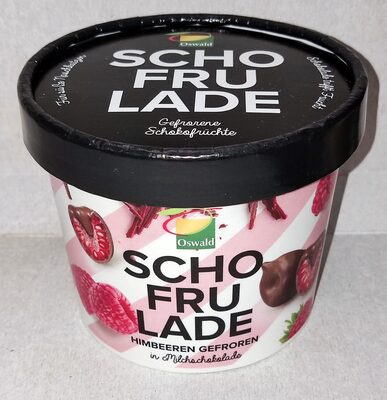 Oswald
SCHO
FRU
LADE
Gefrorene
Schokofrüchte
Oswald
SCHO
FRU
LADE
HIMBEEREN GEFROREN
in Milchschokolade